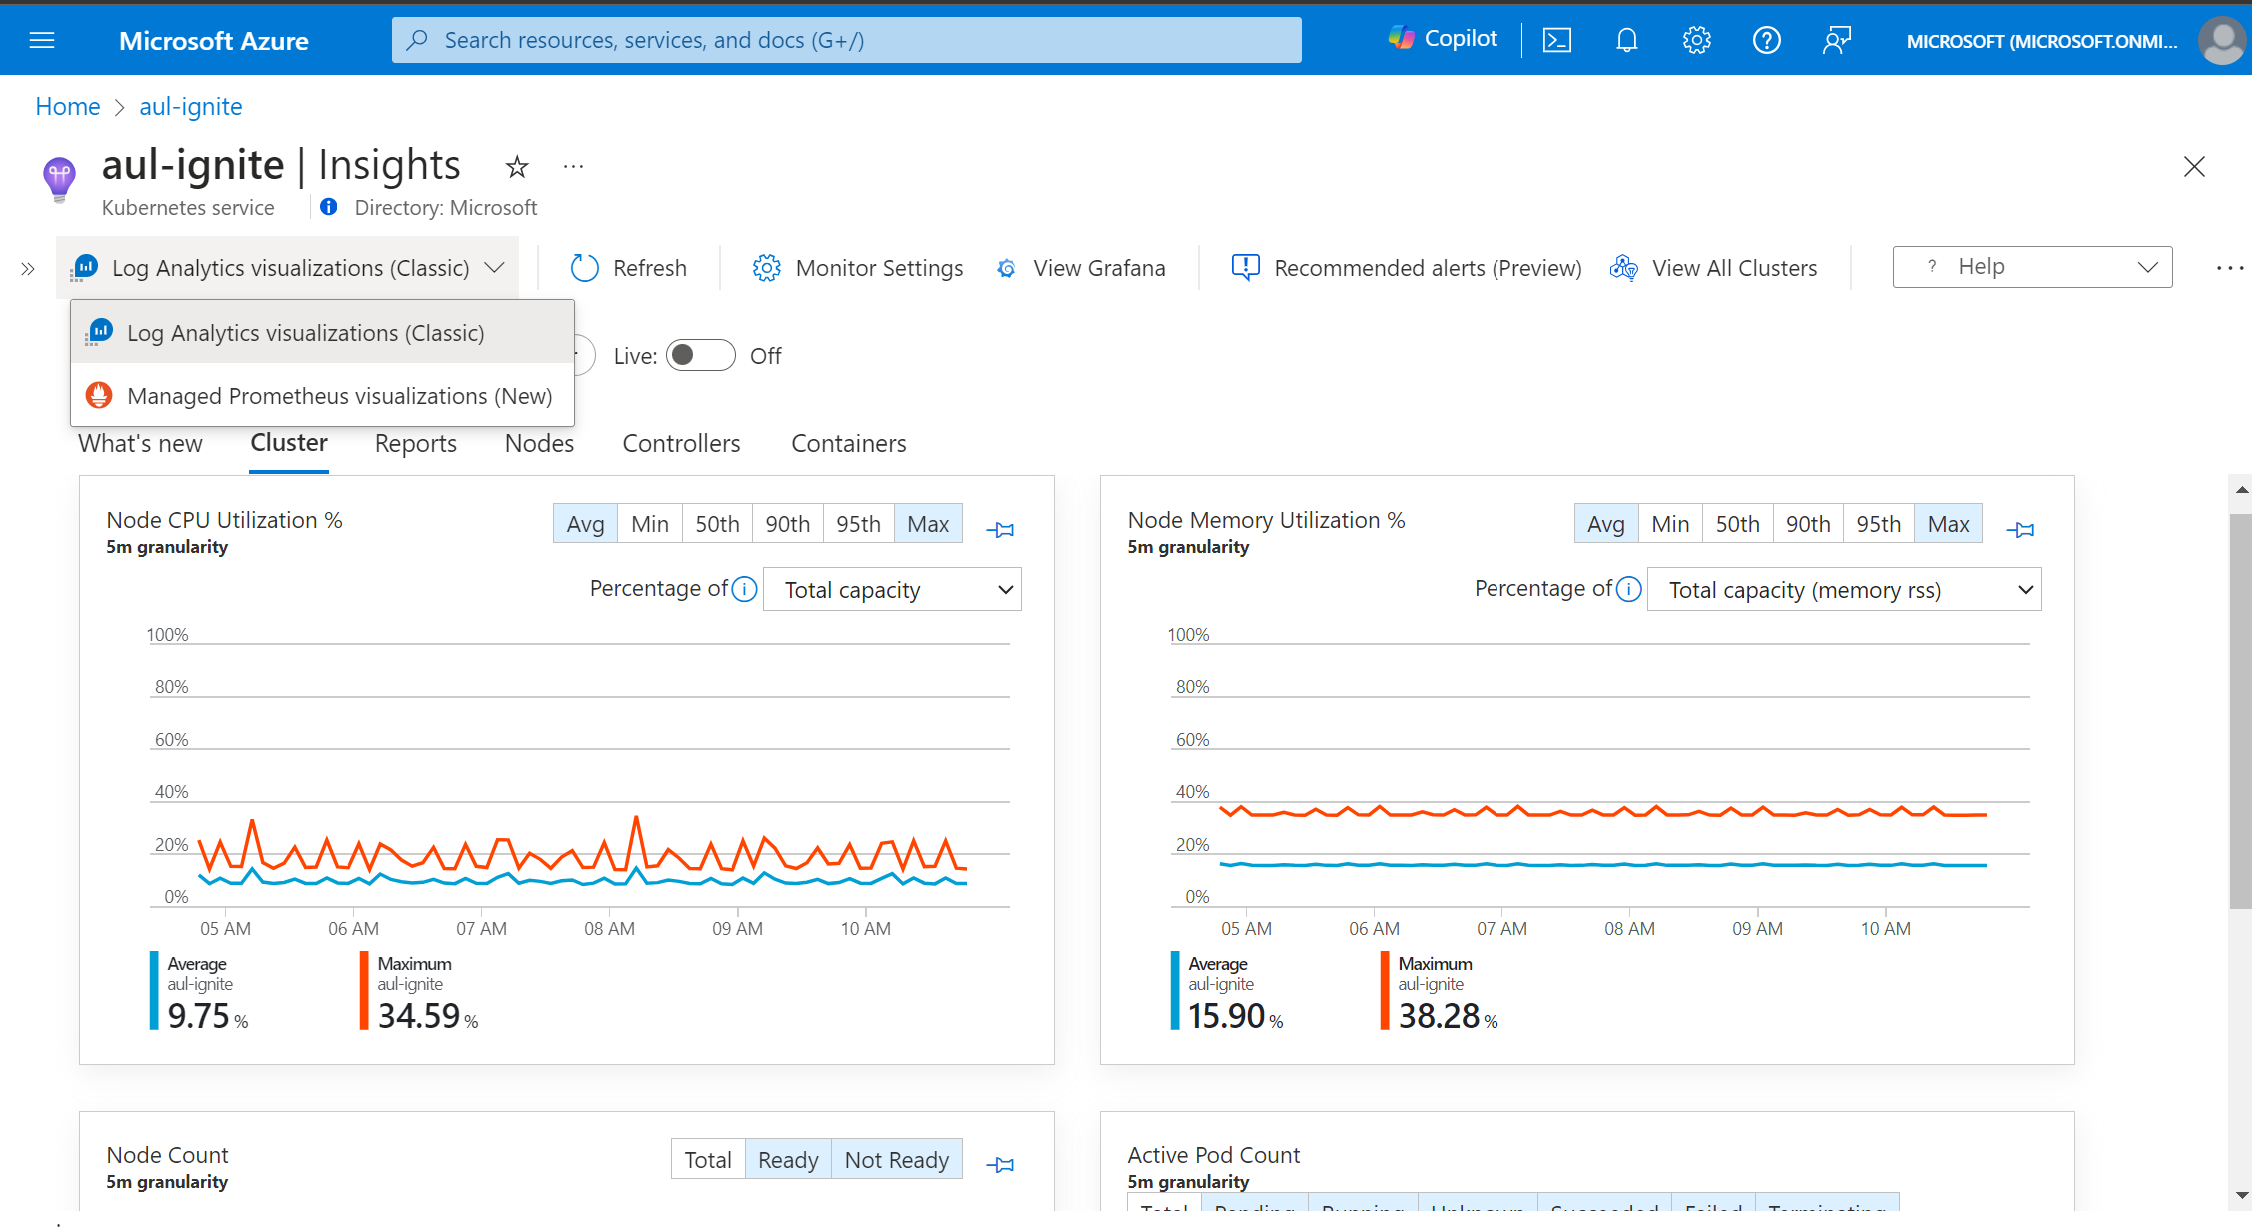 Microsoft Azure
Search resources, services, and docs (G+/)
Copilot
MICROSOFT (MICROSOFT.ONMI...
Home > aul-ignite
aul-ignite | Insights
Kubernetes service
Directory: Microsoft
Log Analytics visualizations (Classic)
Refresh
Monitor Settings
View Grafana
Recommended alerts (Preview)
View All Clusters
? Help
Log Analytics visualizations (Classic)
Managed Prometheus visualizations (New)
Live:
Off
What's new
Cluster
Reports
Nodes
Controllers
Containers
Node CPU Utilization %
5m granularity
Avg Min 50th 90th 95th Max
Percentage of
Total capacity
100%
80%
60%
40%
20%
0%
05 AM 06 AM 07 AM 08 AM 09 AM 10 AM
Average
aul-ignite
9.75 %
Maximum
aul-ignite
34.59 %
Node Memory Utilization %
5m granularity
Avg Min 50th 90th 95th Max
Percentage of
Total capacity (memory rss)
100%
80%
60%
40%
20%
0%
05 AM 06 AM 07 AM 08 AM 09 AM 10 AM
Average
aul-ignite
15.90 %
Maximum
aul-ignite
38.28 %
Node Count
5m granularity
Total Ready Not Ready
Active Pod Count
5m granularity
Total Pending Running Unknown Succeeded Failed Terminating